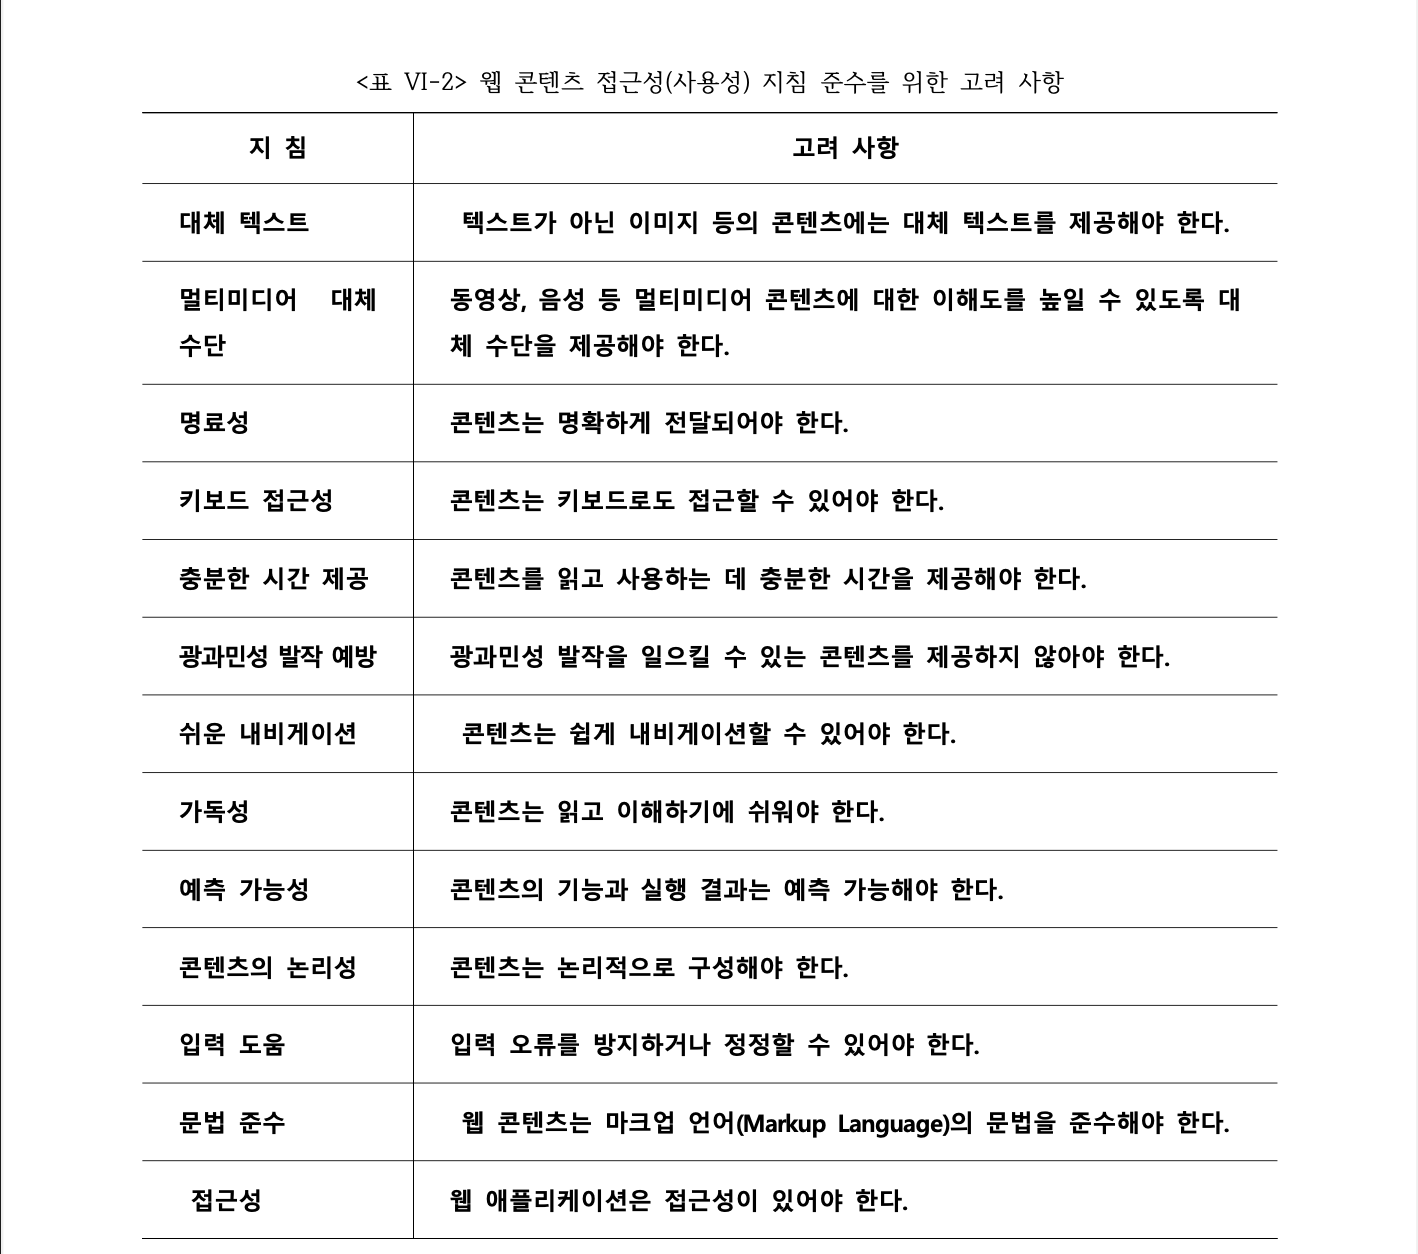 <표 VI-2> 웹 콘텐츠 접근성(사용성) 지침 준수를 위한 고려 사항
지 침 고려 사항
대체 텍스트 텍스트가 아닌 이미지 등의 콘텐츠에는 대체 텍스트를 제공해야 한다.
멀티미디어 대체
수단
동영상, 음성 등 멀티미디어 콘텐츠에 대한 이해도를 높일 수 있도록 대
체 수단을 제공해야 한다.
명료성 콘텐츠는 명확하게 전달되어야 한다.
키보드 접근성 콘텐츠는 키보드로도 접근할 수 있어야 한다.
충분한 시간 제공 콘텐츠를 읽고 사용하는 데 충분한 시간을 제공해야 한다.
광과민성 발작 예방 광과민성 발작을 일으킬 수 있는 콘텐츠를 제공하지 않아야 한다.
쉬운 내비게이션 콘텐츠는 쉽게 내비게이션할 수 있어야 한다.
가독성 콘텐츠는 읽고 이해하기에 쉬워야 한다.
예측 가능성 콘텐츠의 기능과 실행 결과는 예측 가능해야 한다.
콘텐츠의 논리성 콘텐츠는 논리적으로 구성해야 한다.
입력 도움 입력 오류를 방지하거나 정정할 수 있어야 한다.
문법 준수 웹 콘텐츠는 마크업 언어(Markup Language)의 문법을 준수해야 한다.
접근성 웹 애플리케이션은 접근성이 있어야 한다.